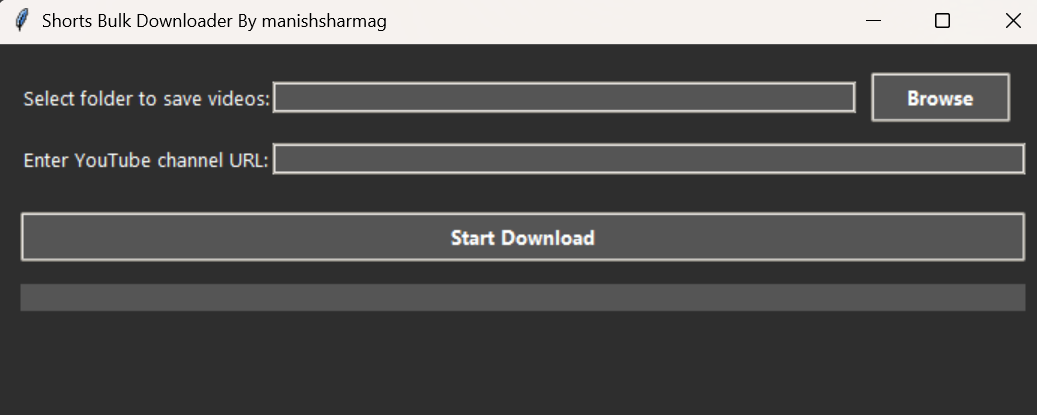 Shorts Bulk Downloader By manishsharmag
Select folder to save videos:
Browse
Enter YouTube channel URL:
Start Download